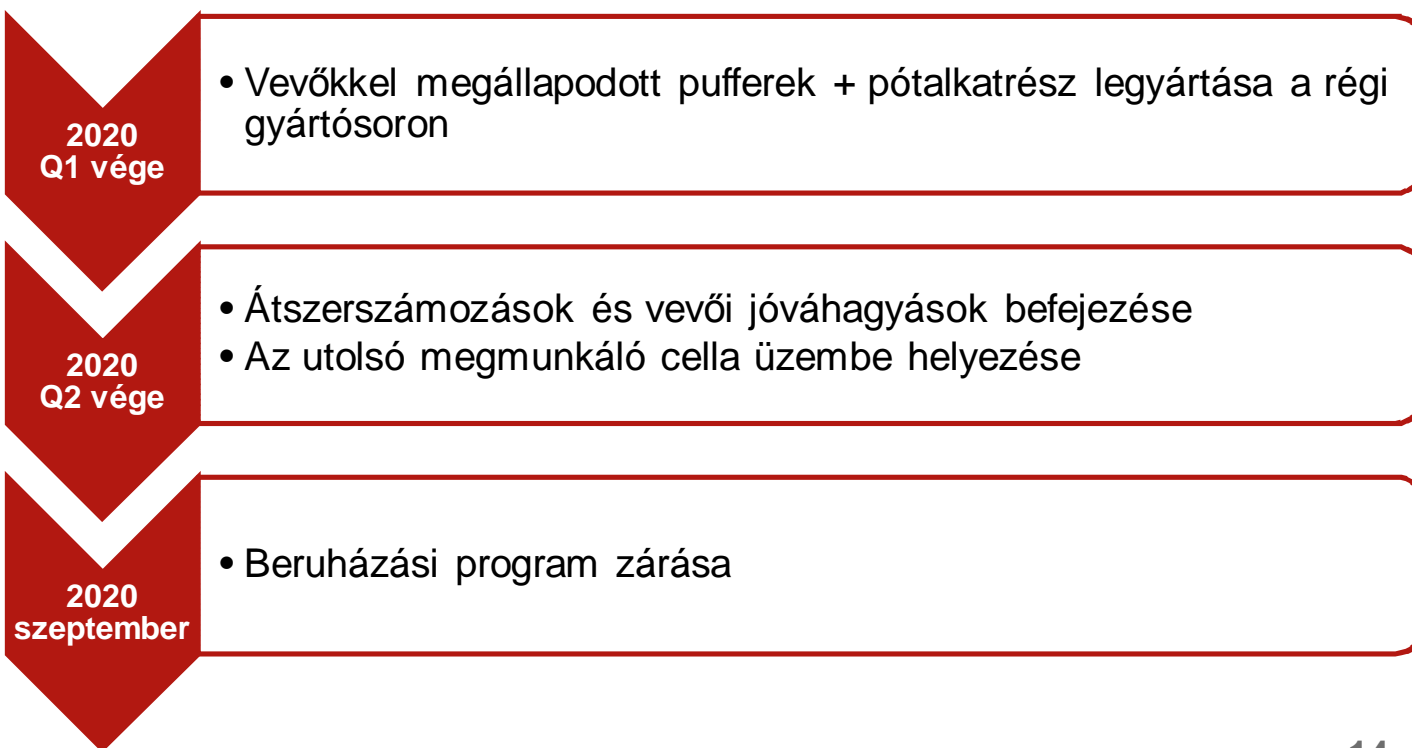 2020
Q1 vége
• Vevőkkel megállapodott pufferek + pótalkatrész legyártása a régi
gyártósoron
2020
Q2 vége
• Átszerszámozások és vevői jóváhagyások befejezése
• Az utolsó megmunkáló cella üzembe helyezése
2020
szeptember
• Beruházási program zárása